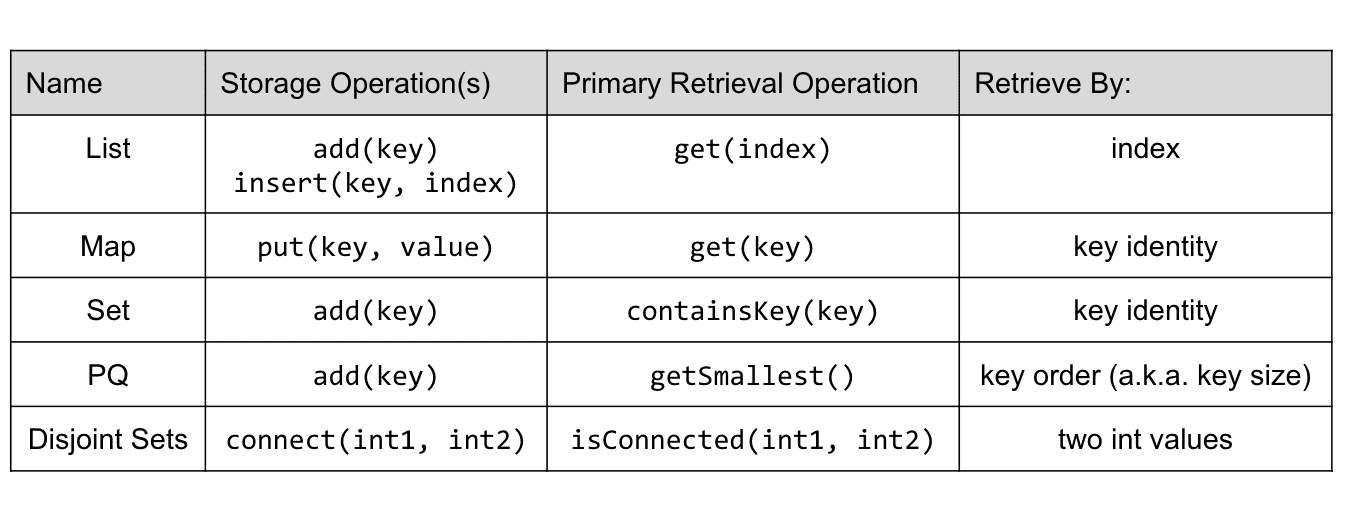 Name Storage Operation(s) Primary Retrieval Operation Retrieve By:
List add(key) get(index) index
insert(key, index)
Map put(key, value) get(key) key identity
Set add(key) containsKey(key) key identity
PQ add(key) getSmallest() key order (a.k.a. key size)
Disjoint Sets connect(int1, int2) isConnected(int1, int2) two int values